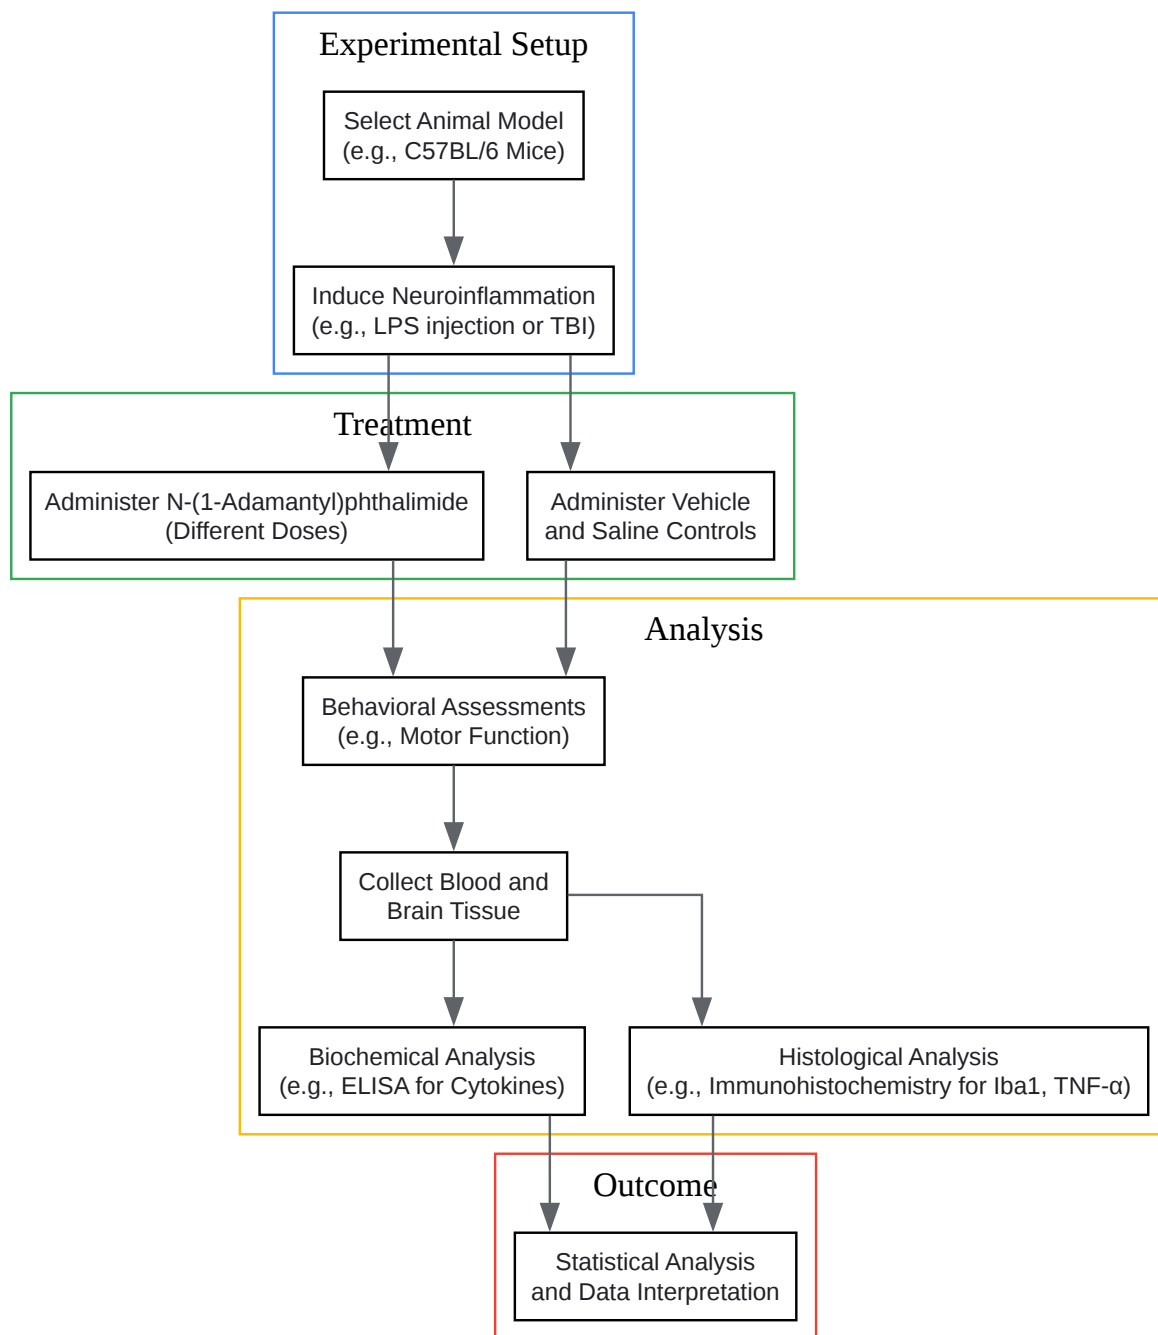 Experimental Setup
Select Animal Model
(e.g., C57BL/6 Mice)
Induce Neuroinflammation
(e.g., LPS injection or TBI)
Treatment
Administer N-(1-Adamantyl)phthalimide
(Different Doses)
Administer Vehicle
and Saline Controls
Analysis
Behavioral Assessments
(e.g., Motor Function)
Collect Blood and
Brain Tissue
Biochemical Analysis
(e.g., ELISA for Cytokines)
Histological Analysis
(e.g., Immunohistochemistry for Iba1, TNF-α)
Outcome
Statistical Analysis
and Data Interpretation